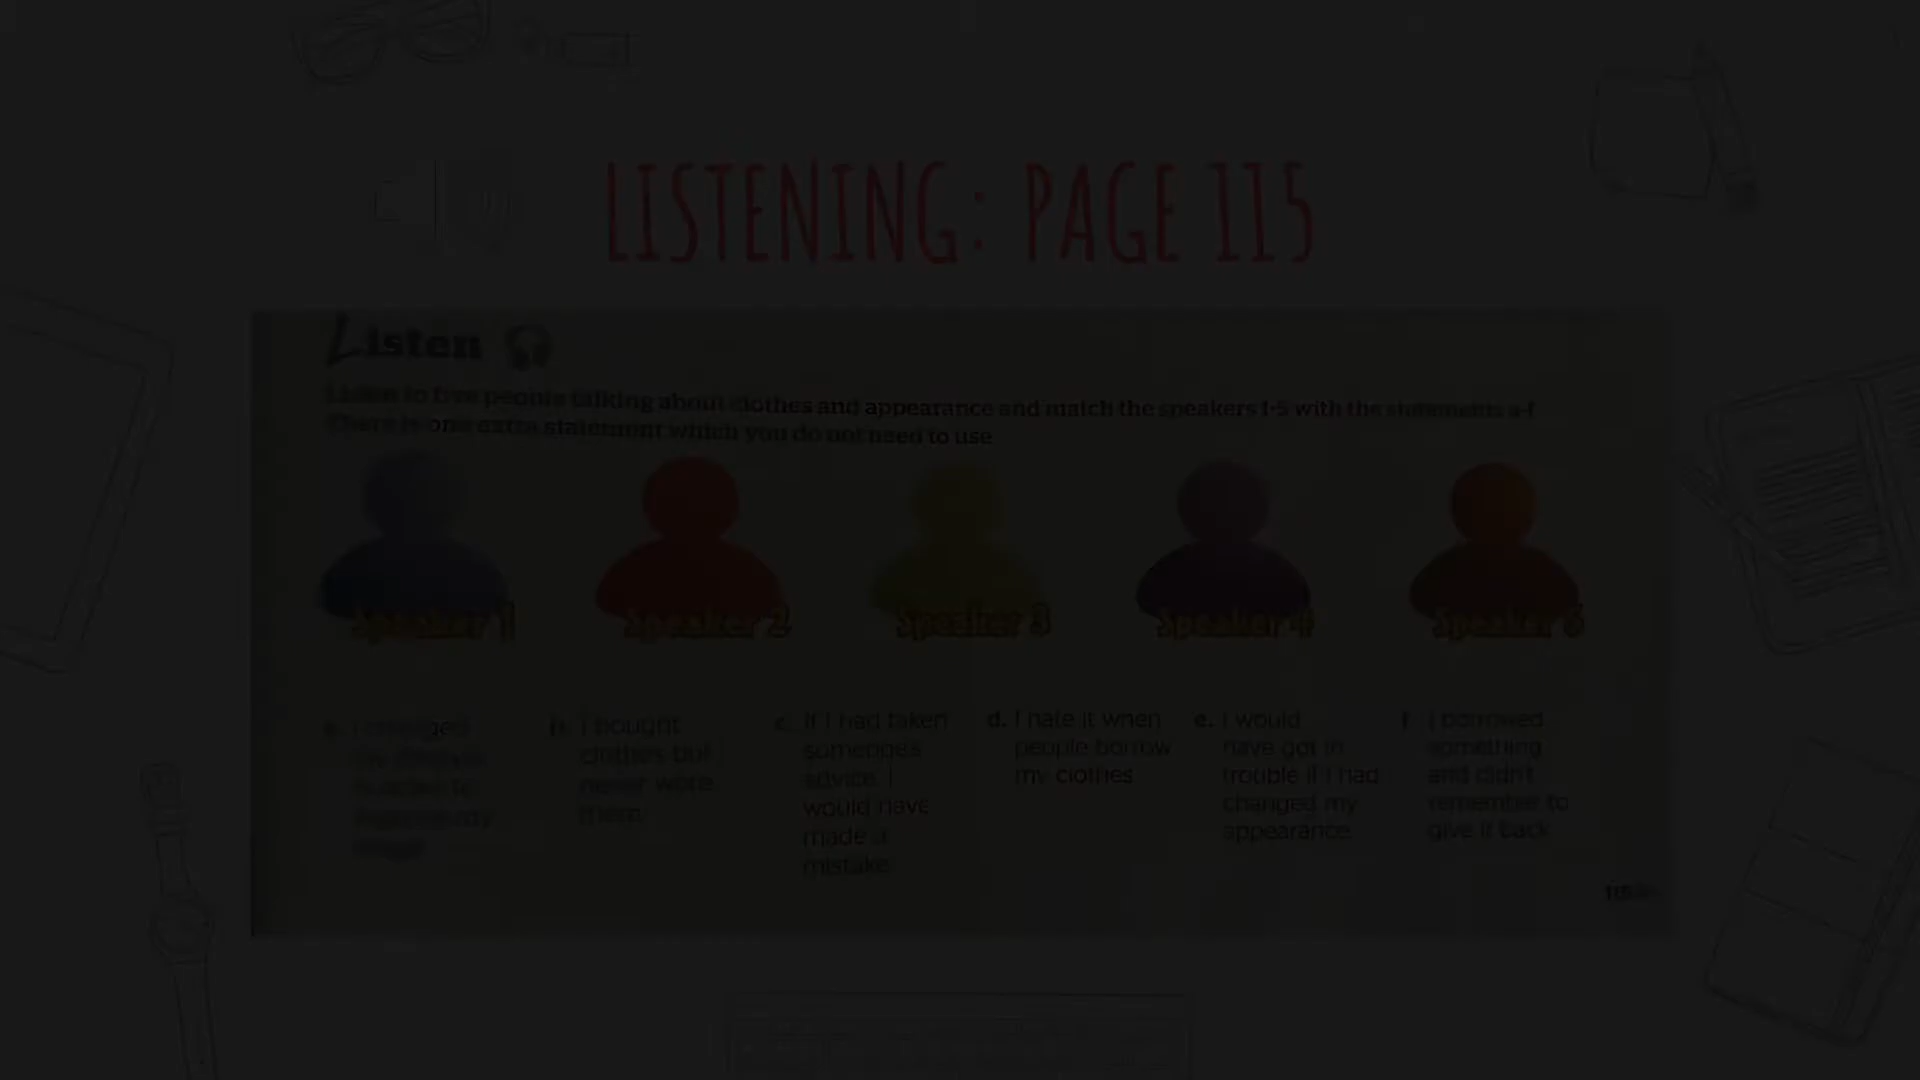 LISTENING: PAGE 115
Listen
Listen to five people talking about clothes and appearance and match the speakers 1-5 with the statements a-f
There is one extra statement which you do not need to use
Speaker 1 Speaker 2 Speaker 3 Speaker 4
Speaker
a. I changed
b. I bought
clothes but I
never wore
them
c. If I had taken
someone's
advice, I
would have
made a
mistake
d. I hate it when
people borrow
my clothes
e. I would
have got in
trouble if I had
changed my
appearance
f. I borrowed
something
and didn't
remember to
give it back